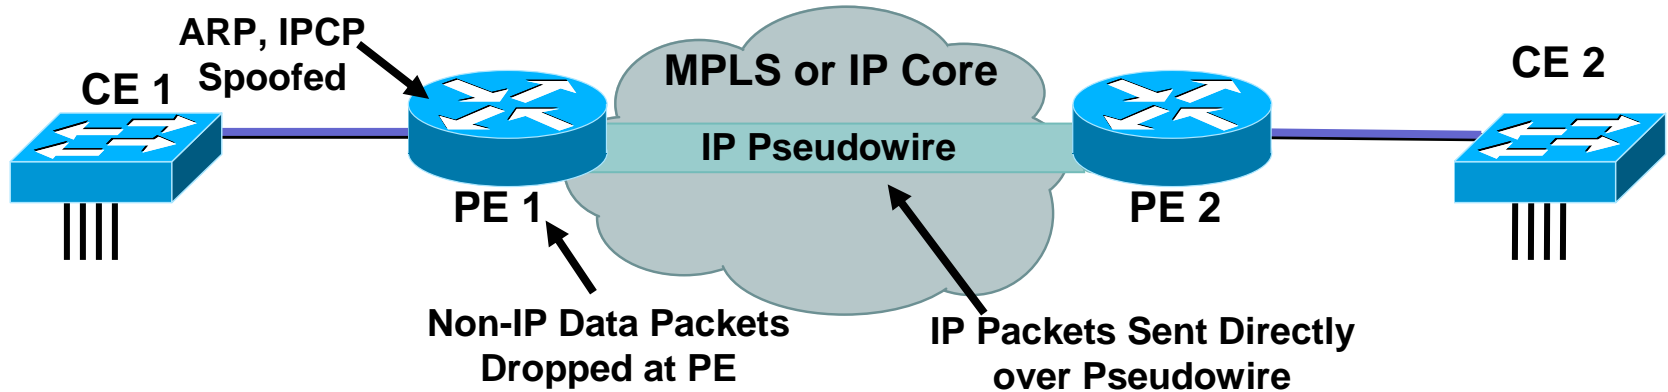 ARP, IPCP
Spoofed
CE 1
MPLS or IP Core
CE 2
IP Pseudowire
PE 1
PE 2
Non-IP Data Packets
Dropped at PE
IP Packets Sent Directly
over Pseudowire